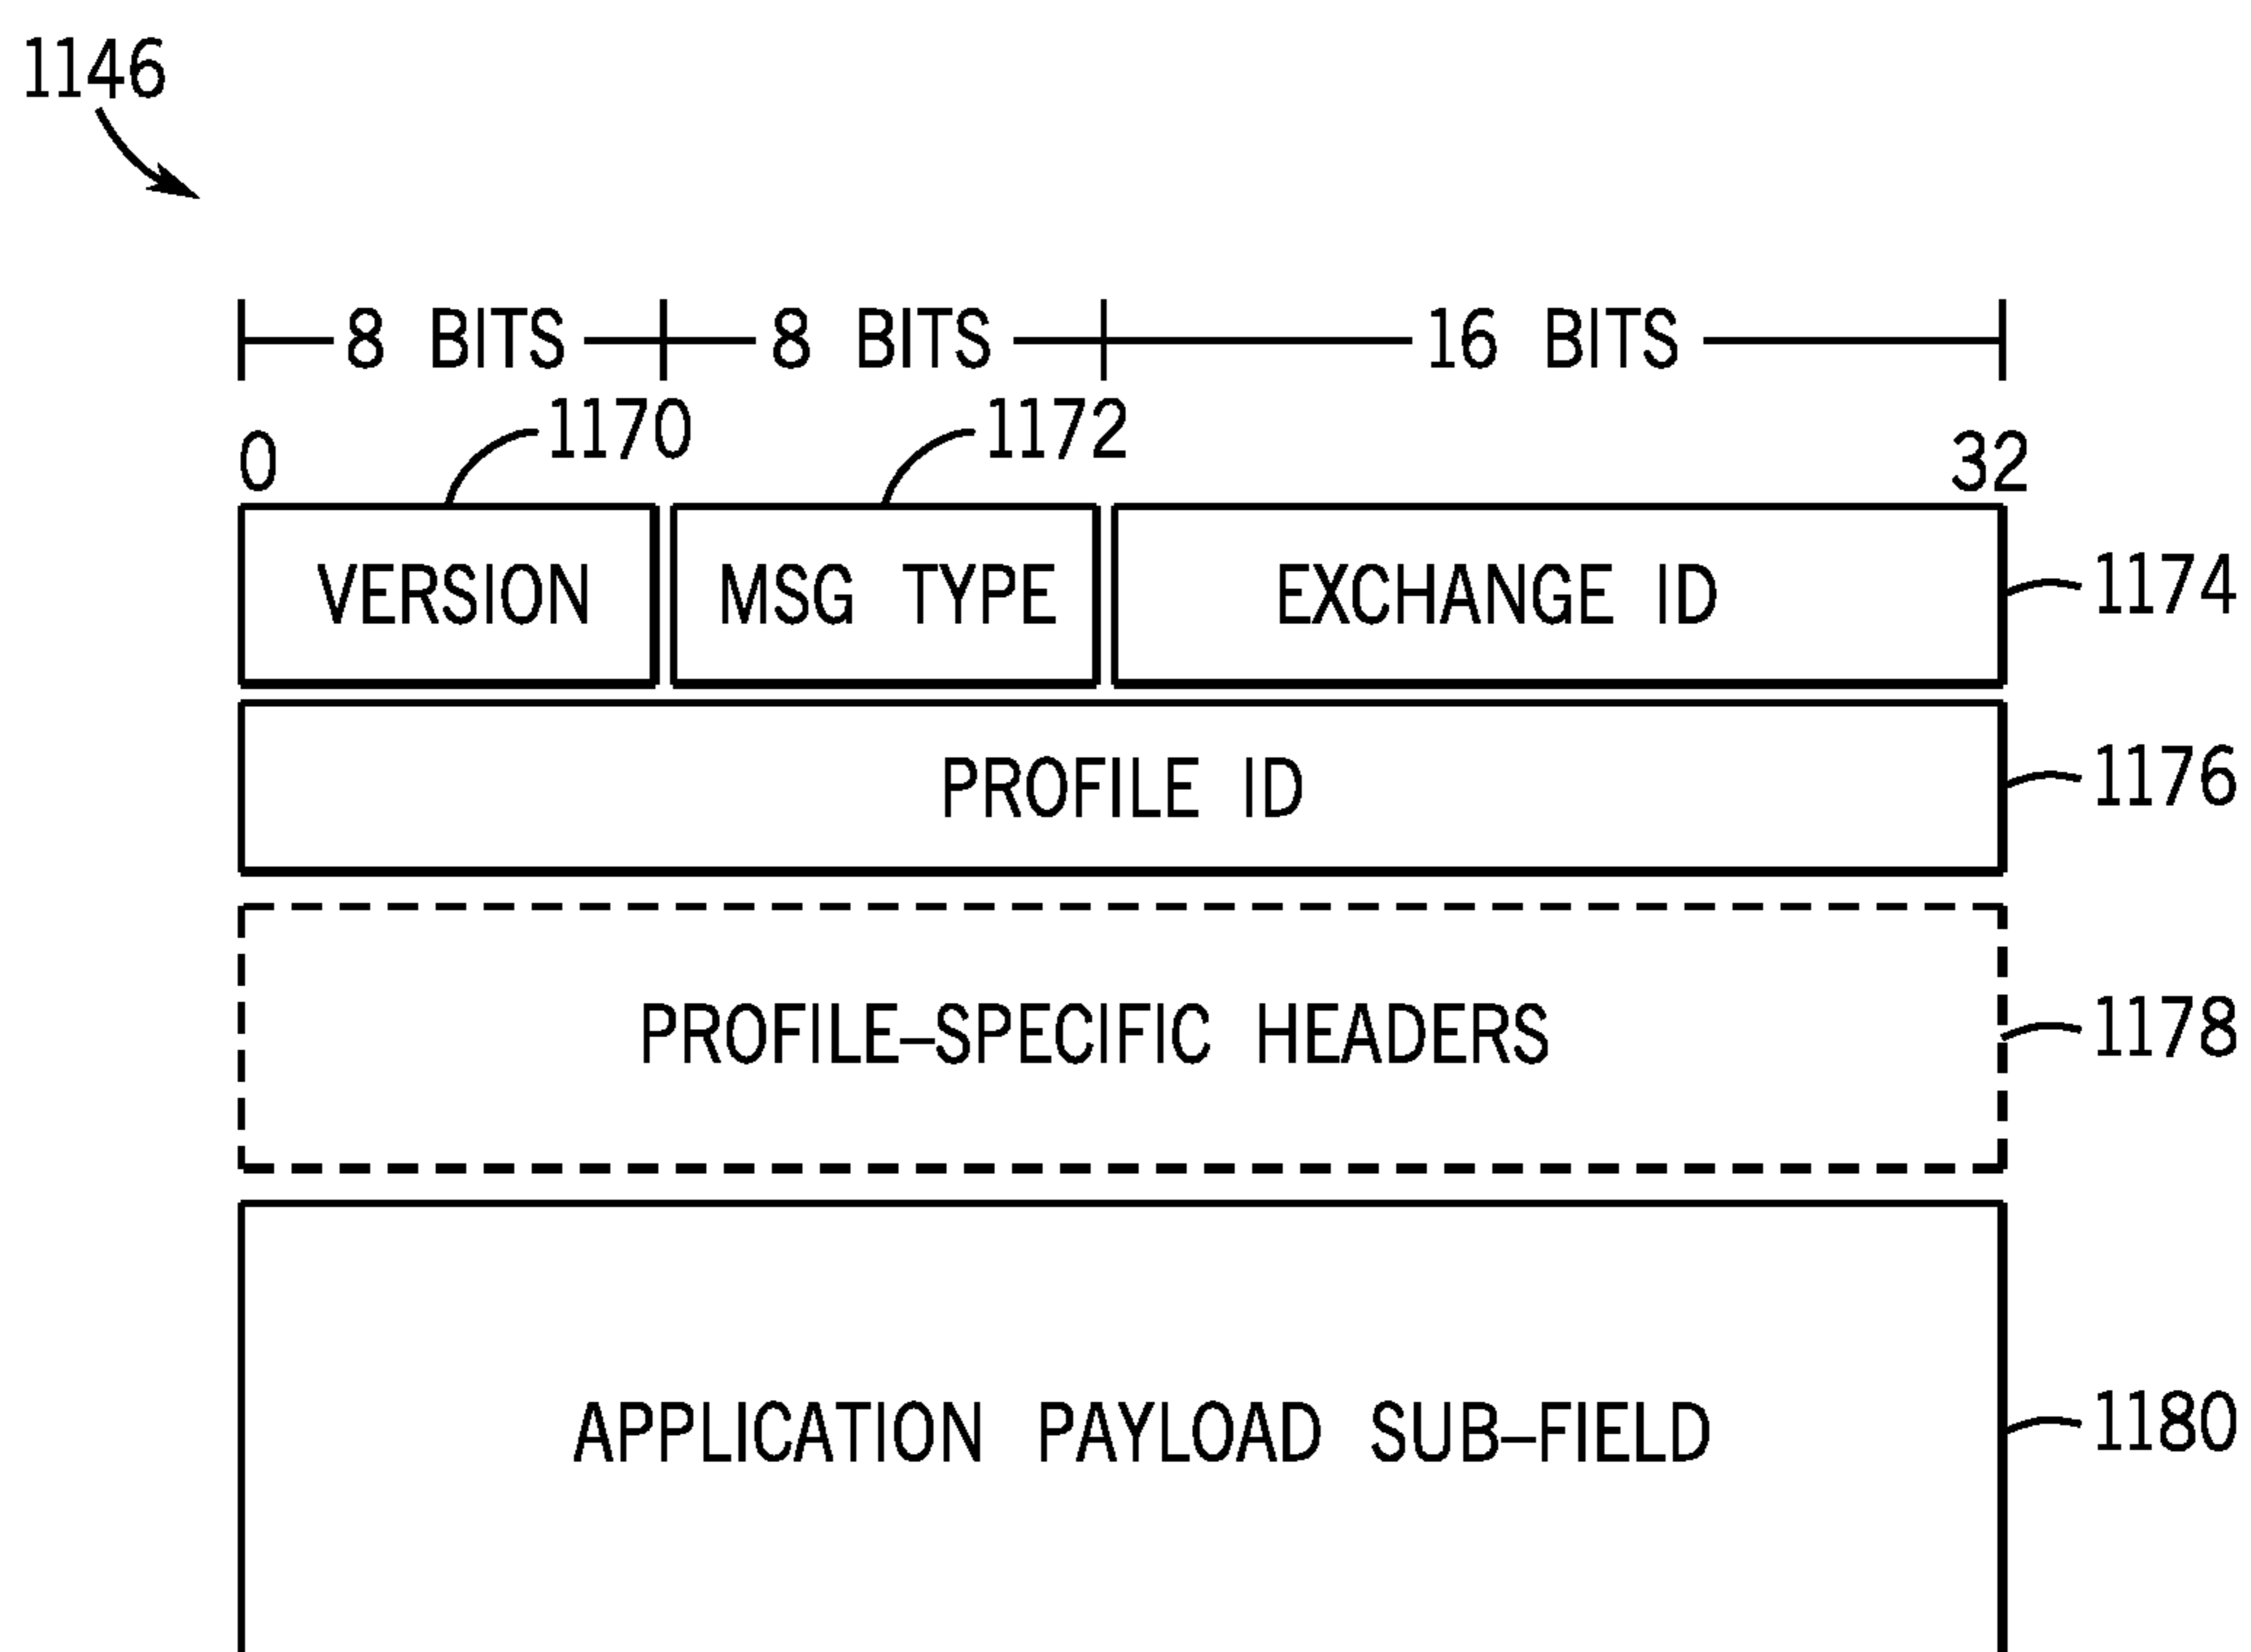 1146
8 BITS 8 BITS 16 BITS
1170 1172
0 32
VERSION MSG TYPE EXCHANGE ID 1174
PROFILE ID 1176
PROFILE–SPECIFIC HEADERS 1178
APPLICATION PAYLOAD SUB–FIELD 1180